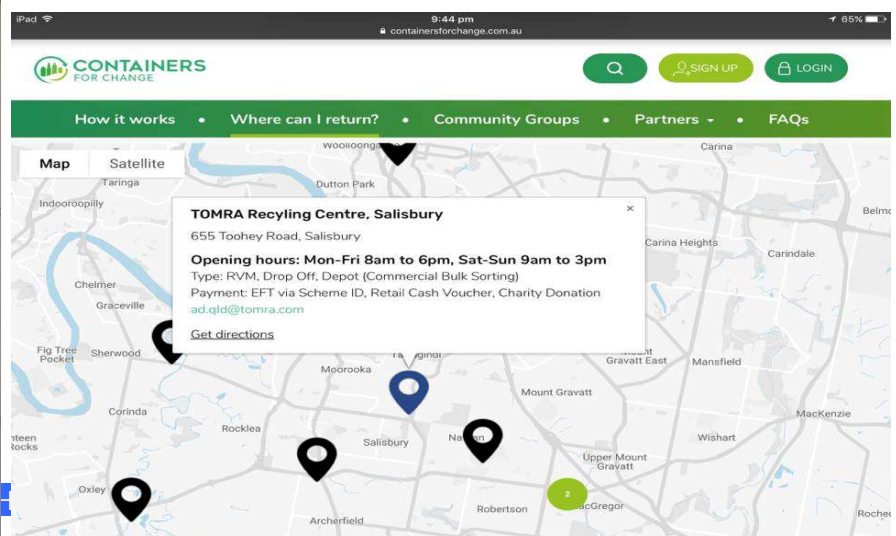 iPad
9:44 pm
65%
containersforchange.com.au
CONTAINERS
FOR CHANGE
SIGN UP
LOGIN
How it works • Where can I return? • Community Groups • Partners • FAQs
Map Satellite
Carina
Taringa
Dutton Park
Indooroopilly
TOMRA Recyling Centre, Salisbury
×
655 Toohey Road, Salisbury
Opening hours: Mon-Fri 8am to 6pm, Sat-Sun 9am to 3pm
Type: RVM, Drop Off, Depot (Commercial Bulk Sorting)
Payment: EFT via Scheme ID, Retail Cash Voucher, Charity Donation
ad.qld@tomra.com
Get directions
Belm
Carina Heights
Carindale
Chelmer
Graceville
Fig Tree
Pocket
Sherwood
Moorooka
Gravatt East
Mansfield
Mount Gravatt
Corinda
MacKenzie
Rocklea
Salisbury
Wishart
Rocks
Upper Mount
Gravatt
Oxley
2
Robertson
Archerfield
Roche